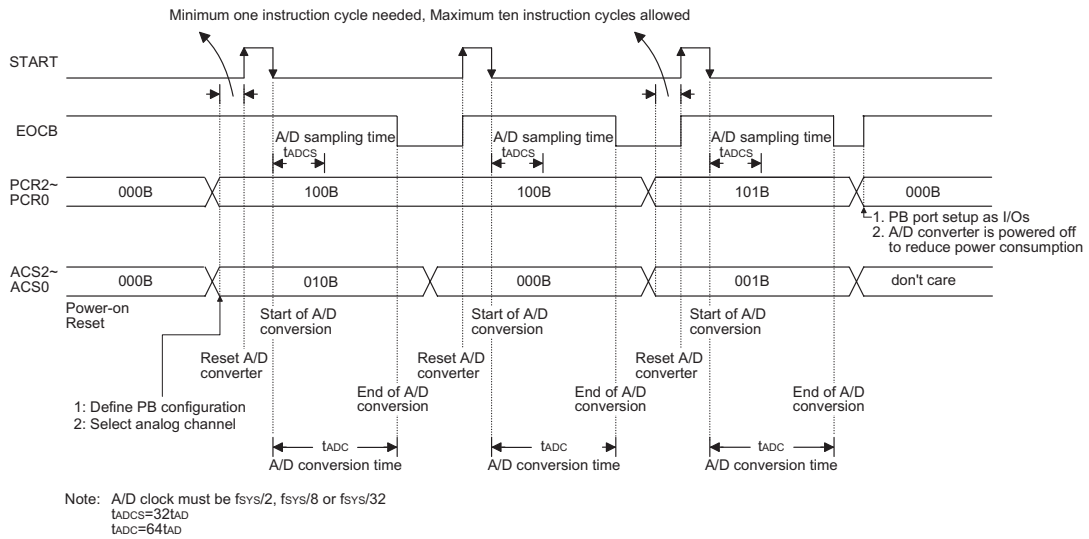 Minimum one instruction cycle needed, Maximum ten instruction cycles allowed
START
EOCB
A/D sampling time
A/D sampling time
A/D sampling time
tADCS
tADCS
tADCS
PCR2~
PCR0
000B
100B
100B
101B
000B
1. PB port setup as I/Os
2. A/D converter is powered off
to reduce power consumption
ACS2~
ACS0
000B
010B
000B
001B
don't care
Power-on
Reset
Start of A/D
conversion
Start of A/D
conversion
Start of A/D
conversion
Reset A/D
converter
Reset A/D
converter
Reset A/D
converter
1: Define PB configuration
2: Select analog channel
End of A/D
conversion
End of A/D
conversion
End of A/D
conversion
tADC
A/D conversion time
tADC
A/D conversion time
tADC
A/D conversion time
Note: A/D clock must be fSYS/2, fSYS/8 or fSYS/32
tADCS=32tAD
tADC=64tAD